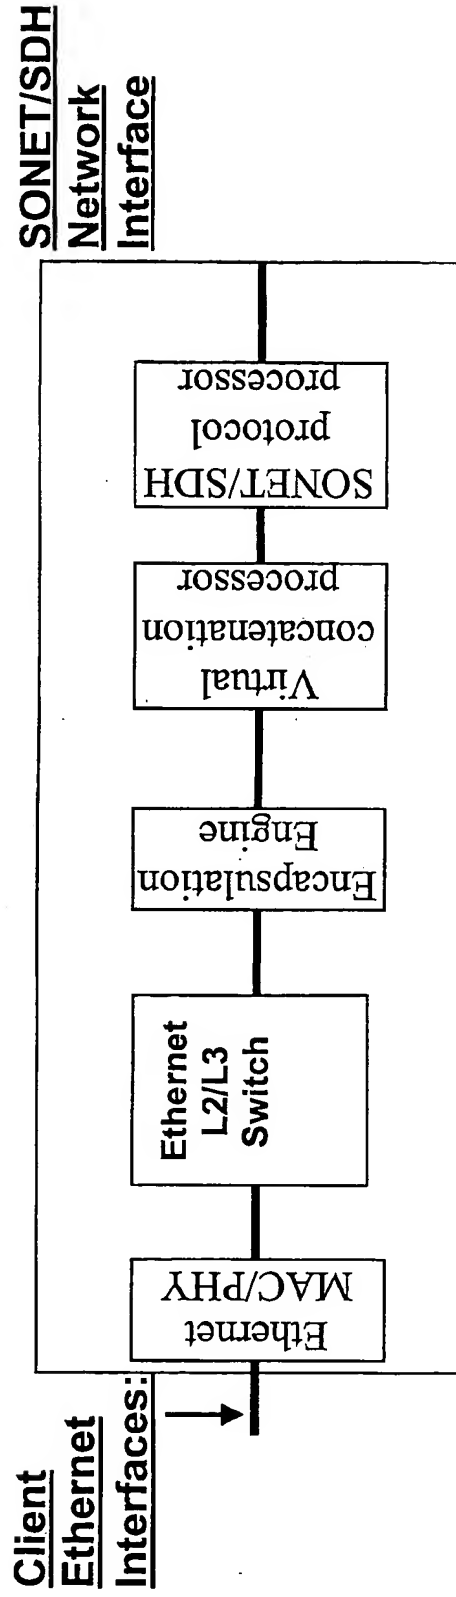 Client
Ethernet
Interfaces:
Ethernet
MAC/PHY
Ethernet
L2/L3
Switch
Encapsulation
Engine
Virtual
concatenation
processor
SONET/SDH
protocol
processor
SONET/SDH
Network
Interface